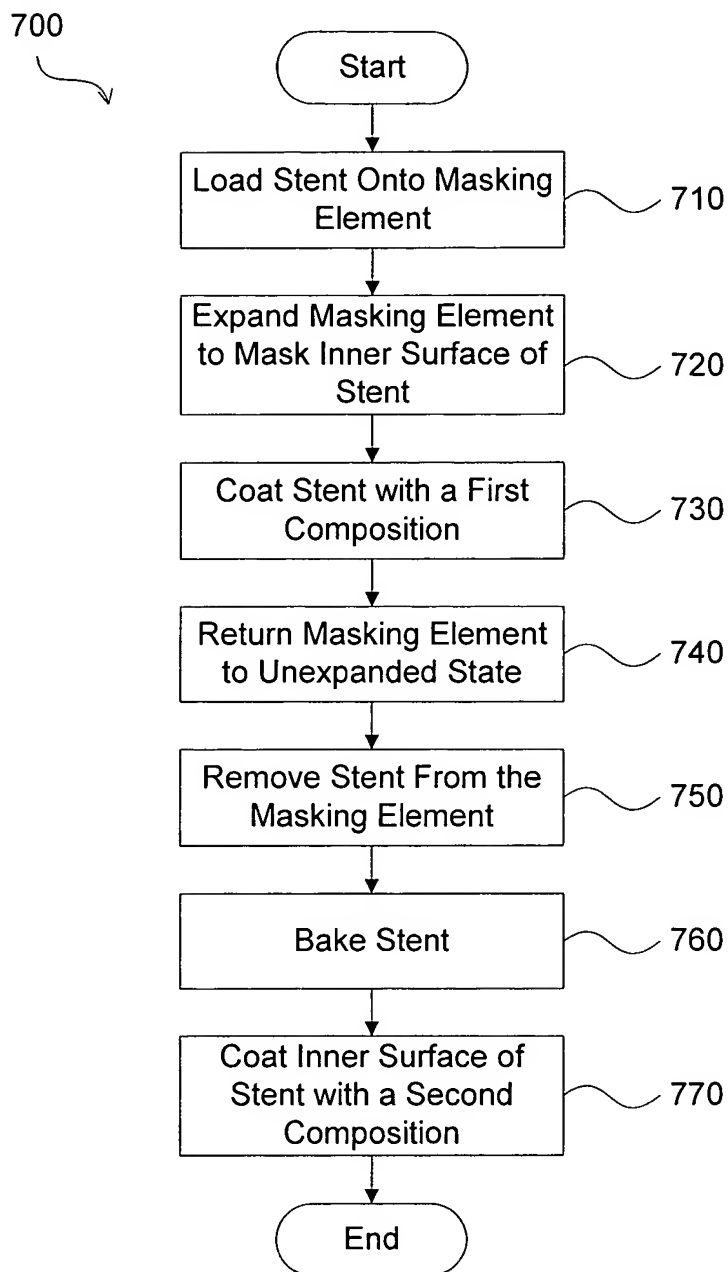 700
Start
Load Stent Onto Masking
Element
710
Expand Masking Element
to Mask Inner Surface of
Stent
720
Coat Stent with a First
Composition
730
Return Masking Element
to Unexpanded State
740
Remove Stent From the
Masking Element
750
Bake Stent
760
Coat Inner Surface of
Stent with a Second
Composition
770
End